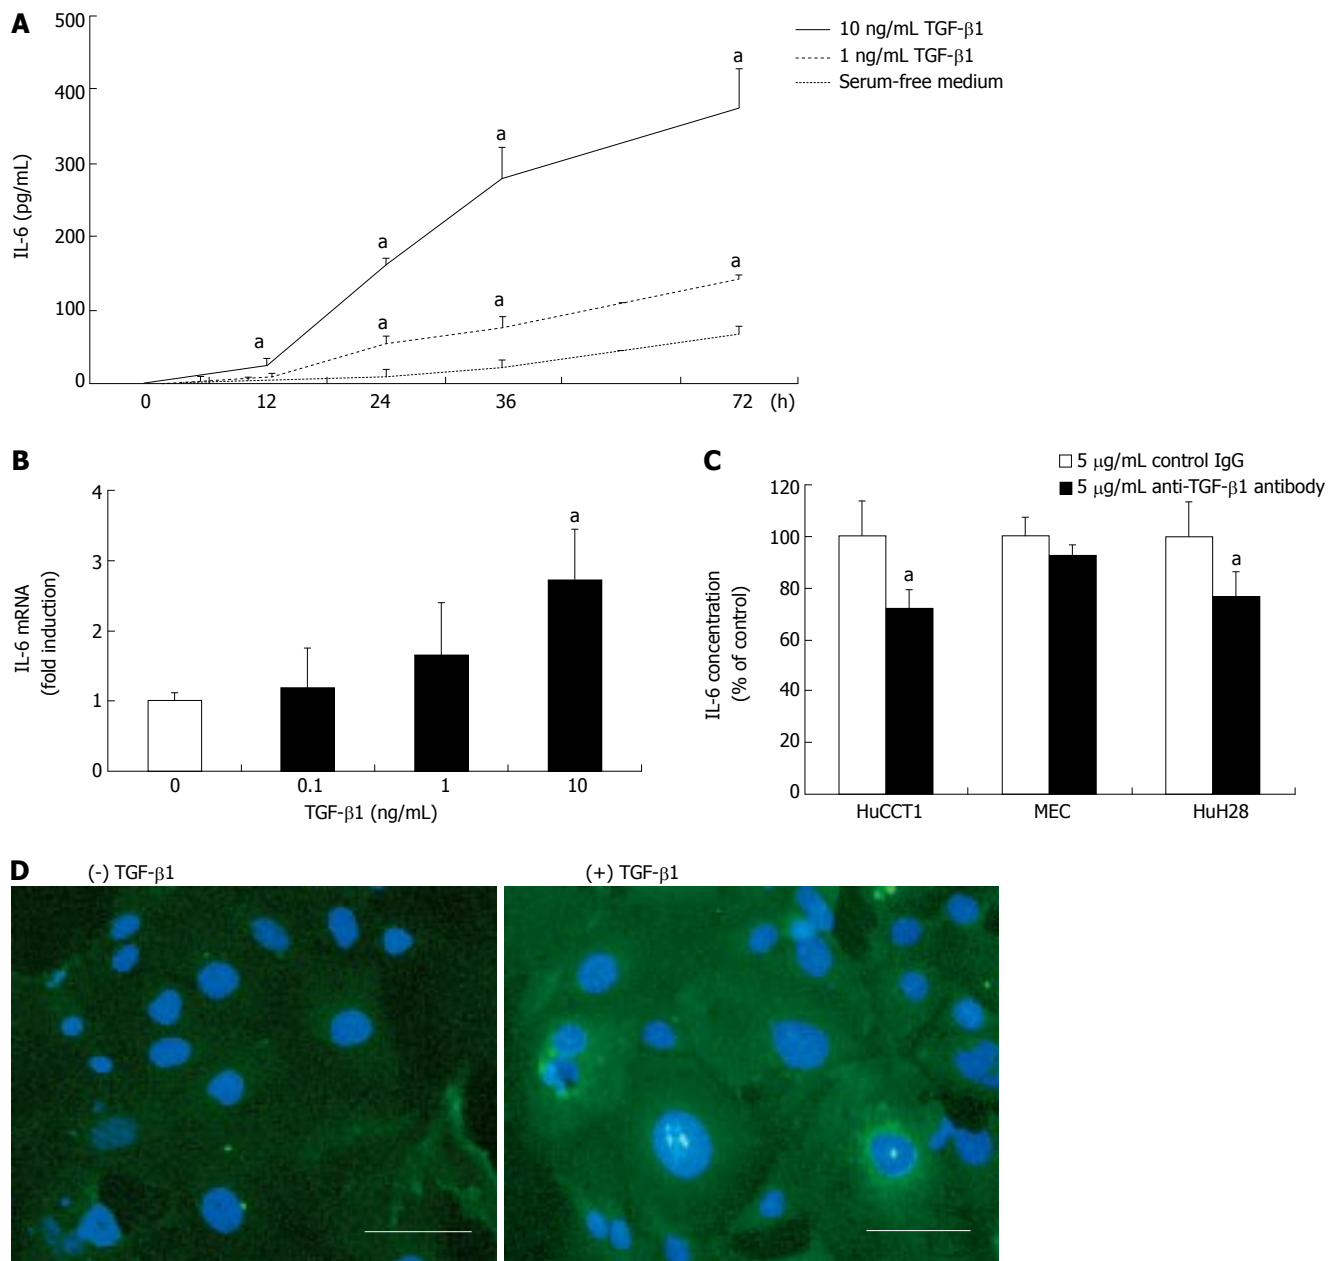 A
500
400
300
200
100
0
IL-6 (pg/mL)
a
a
a
a
a
a
a
0
12
24
36
72
(h)
10 ng/mL TGF-β1
1 ng/mL TGF-β1
Serum-free medium
B
4
3
2
1
0
IL-6 mRNA
(fold induction)
a
0
0.1
1
10
TGF-β1 (ng/mL)
C
5 μg/mL control IgG
5 μg/mL anti-TGF-β1 antibody
120
100
80
60
40
20
0
IL-6 concentration
(% of control)
a
a
HuCCT1
MEC
HuH28
D
(-) TGF-β1
(+) TGF-β1